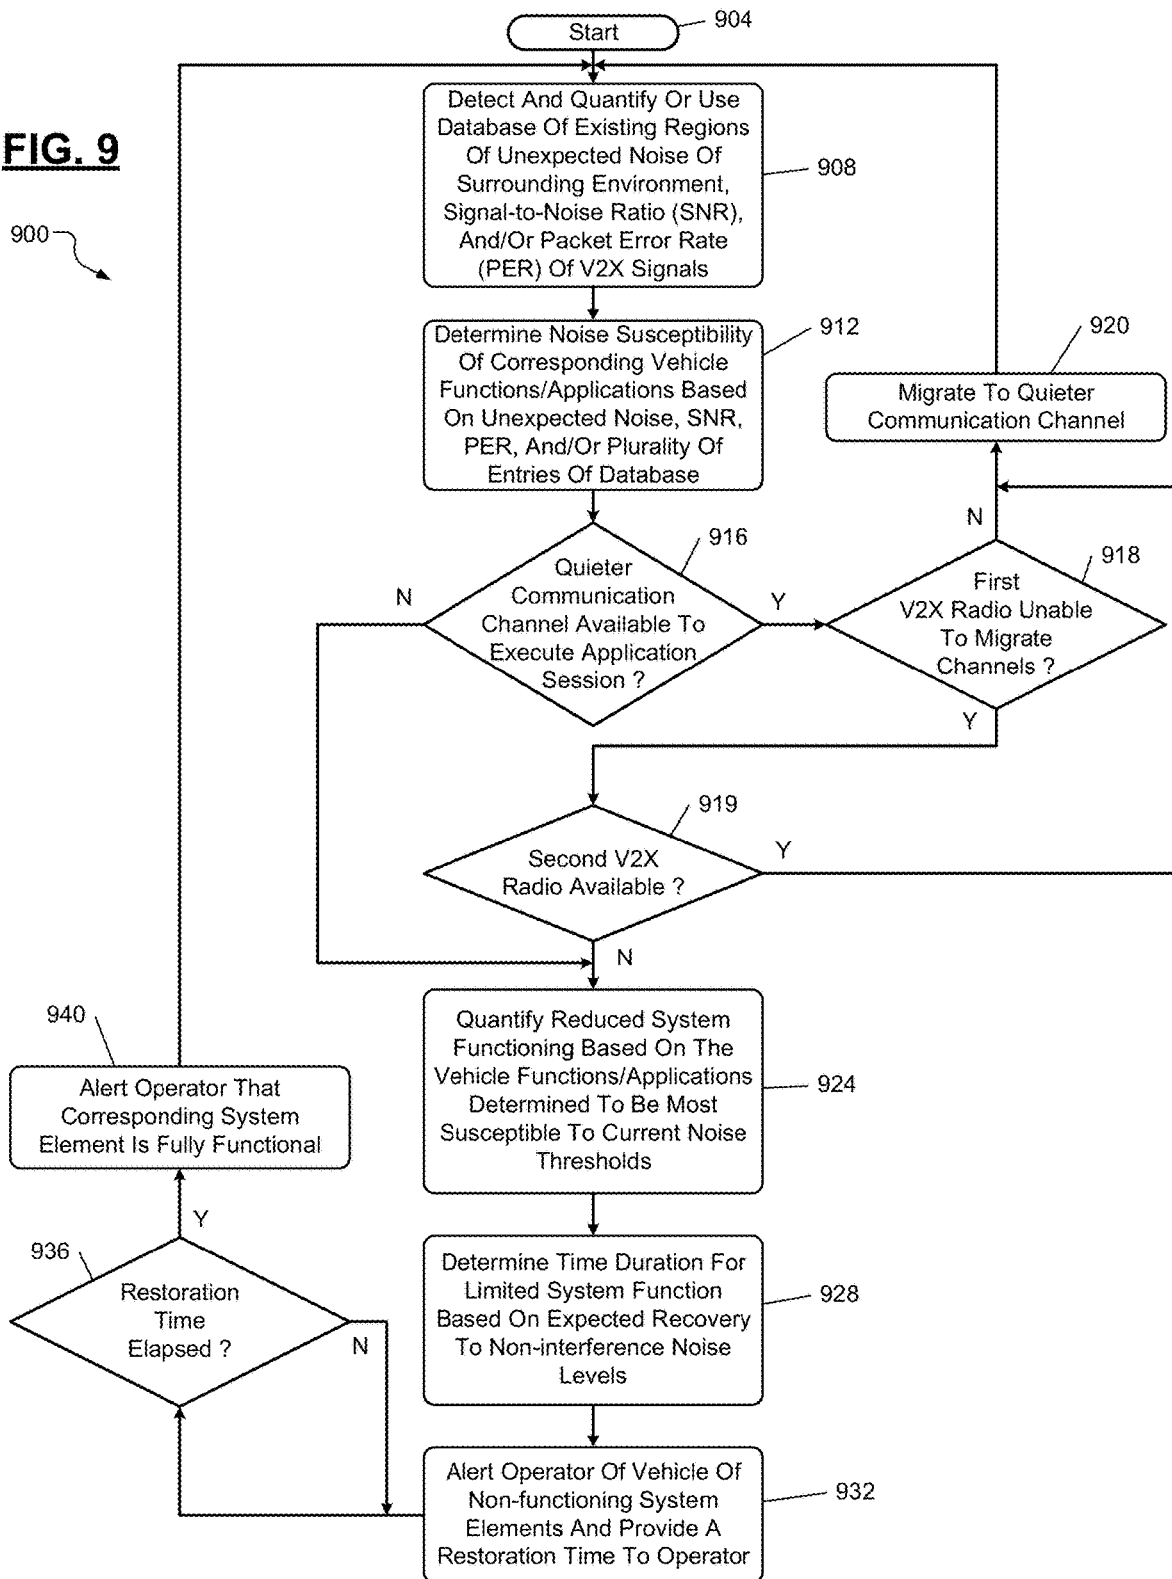 Start
904
FIG. 9
900
Detect And Quantify Or Use
Database Of Existing Regions
Of Unexpected Noise Of
Surrounding Environment,
Signal-to-Noise Ratio (SNR),
And/Or Packet Error Rate
(PER) Of V2X Signals
908
Determine Noise Susceptibility
Of Corresponding Vehicle
Functions/Applications Based
On Unexpected Noise, SNR,
PER, And/Or Plurality Of
Entries Of Database
912
920
Migrate To Quieter
Communication Channel
916
Quieter
Communication
Channel Available To
Execute Application
Session ?
N
Y
N
918
First
V2X Radio Unable
To Migrate
Channels ?
Y
919
Second V2X
Radio Available ?
Y
N
Quantify Reduced System
Functioning Based On The
Vehicle Functions/Applications
Determined To Be Most
Susceptible To Current Noise
Thresholds
924
940
Alert Operator That
Corresponding System
Element Is Fully Functional
Y
936
Restoration
Time
Elapsed ?
N
Determine Time Duration For
Limited System Function
Based On Expected Recovery
To Non-interference Noise
Levels
928
Alert Operator Of Vehicle Of
Non-functioning System
Elements And Provide A
Restoration Time To Operator
932